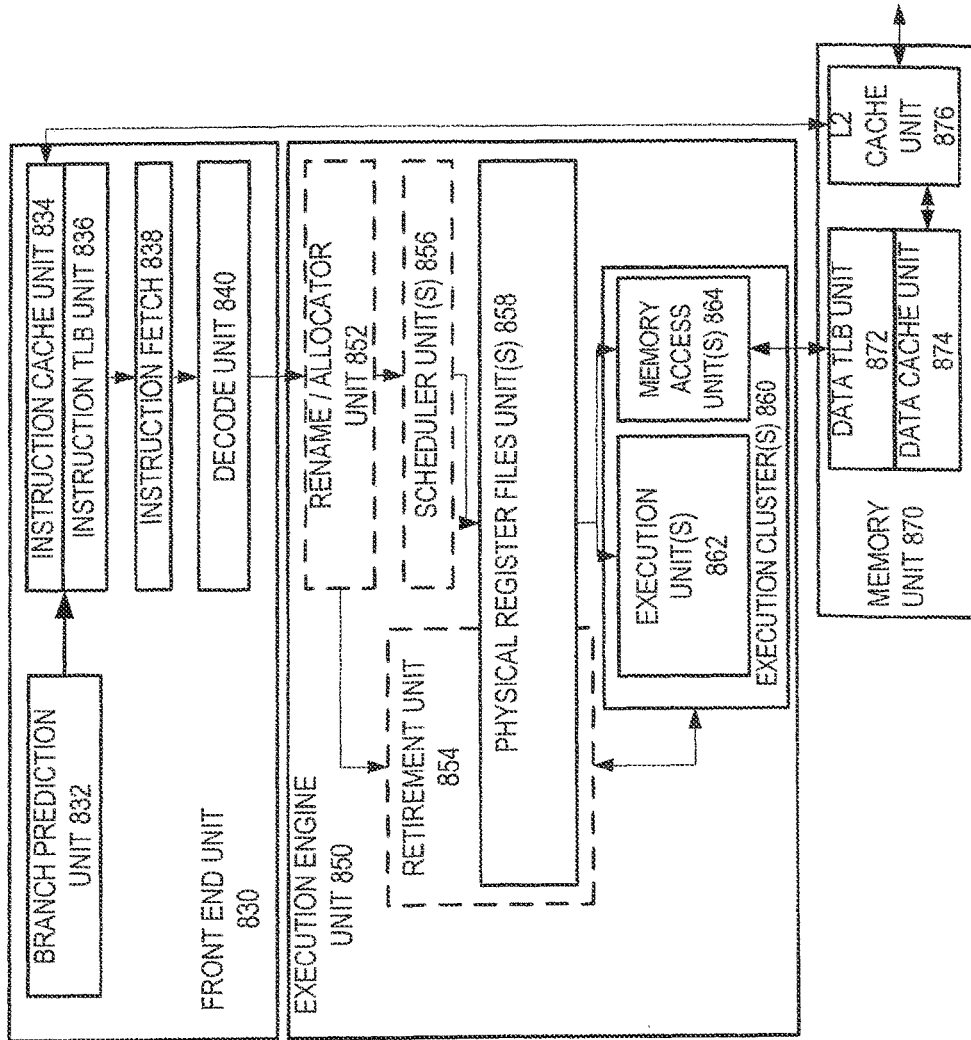 BRANCH PREDICTION
UNIT 832
INSTRUCTION CACHE UNIT 834
INSTRUCTION TLB UNIT 836
INSTRUCTION FETCH 838
DECODE UNIT 840
FRONT END UNIT
830
EXECUTION ENGINE
UNIT 850
RENAME / ALLOCATOR
UNIT 852
RETIREMENT UNIT
854
SCHEDULER UNIT(S) 856
PHYSICAL REGISTER FILES UNIT(S) 858
EXECUTION
UNIT(S)
862
MEMORY
ACCESS
UNIT(S) 864
EXECUTION CLUSTER(S) 860
MEMORY
UNIT 870
DATA TLB UNIT
872
DATA CACHE UNIT
874
L2
CACHE
UNIT
876